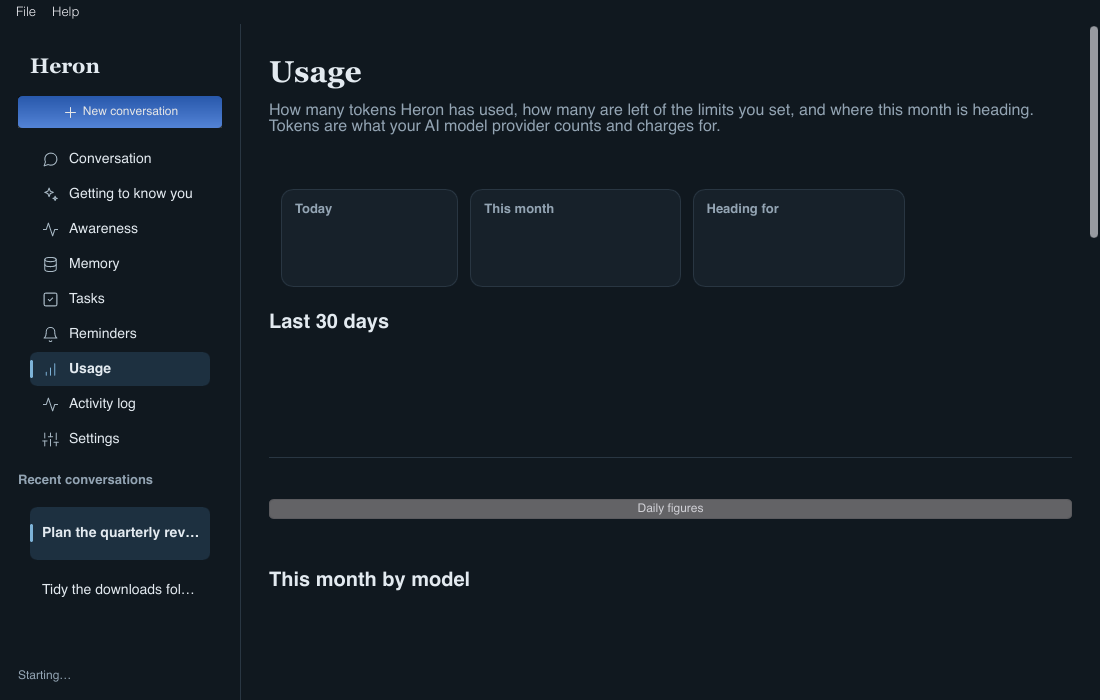 File Help
Heron
New conversation
Conversation
Getting to know you
Awareness
Memory
Tasks
Reminders
Usage
Activity log
Settings
Recent conversations
Plan the quarterly rev…
Tidy the downloads fol…
Starting…
Usage
How many tokens Heron has used, how many are left of the limits you set, and where this month is heading.
Tokens are what your AI model provider counts and charges for.
Today
This month
Heading for
Last 30 days
Daily figures
This month by model